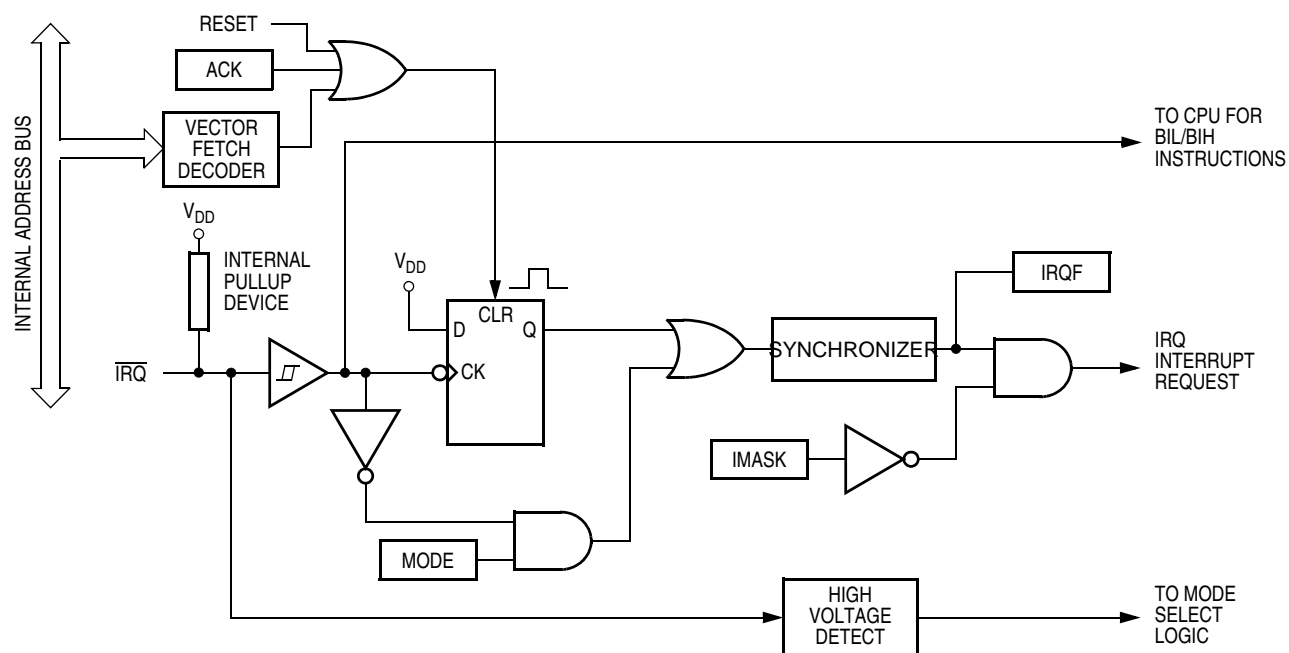 INTERNAL ADDRESS BUS
RESET
ACK
VECTOR
FETCH
DECODER
TO CPU FOR
BIL/BIH
INSTRUCTIONS
VDD
INTERNAL
PULLUP
DEVICE
VDD
D
CLR
Q
CK
IRQ
SYNCHRONIZER
IRQF
IRQ
INTERRUPT
REQUEST
IMASK
MODE
HIGH
VOLTAGE
DETECT
TO MODE
SELECT
LOGIC